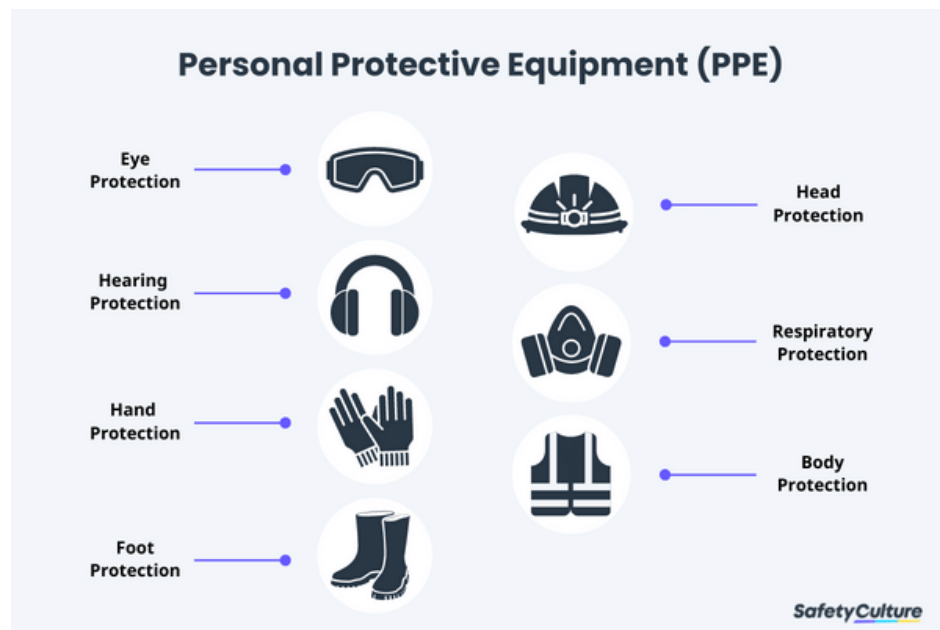 Personal Protective Equipment (PPE)
Eye
Protection
Hearing
Protection
Hand
Protection
Foot
Protection
Head
Protection
Respiratory
Protection
Body
Protection
SafetyCulture